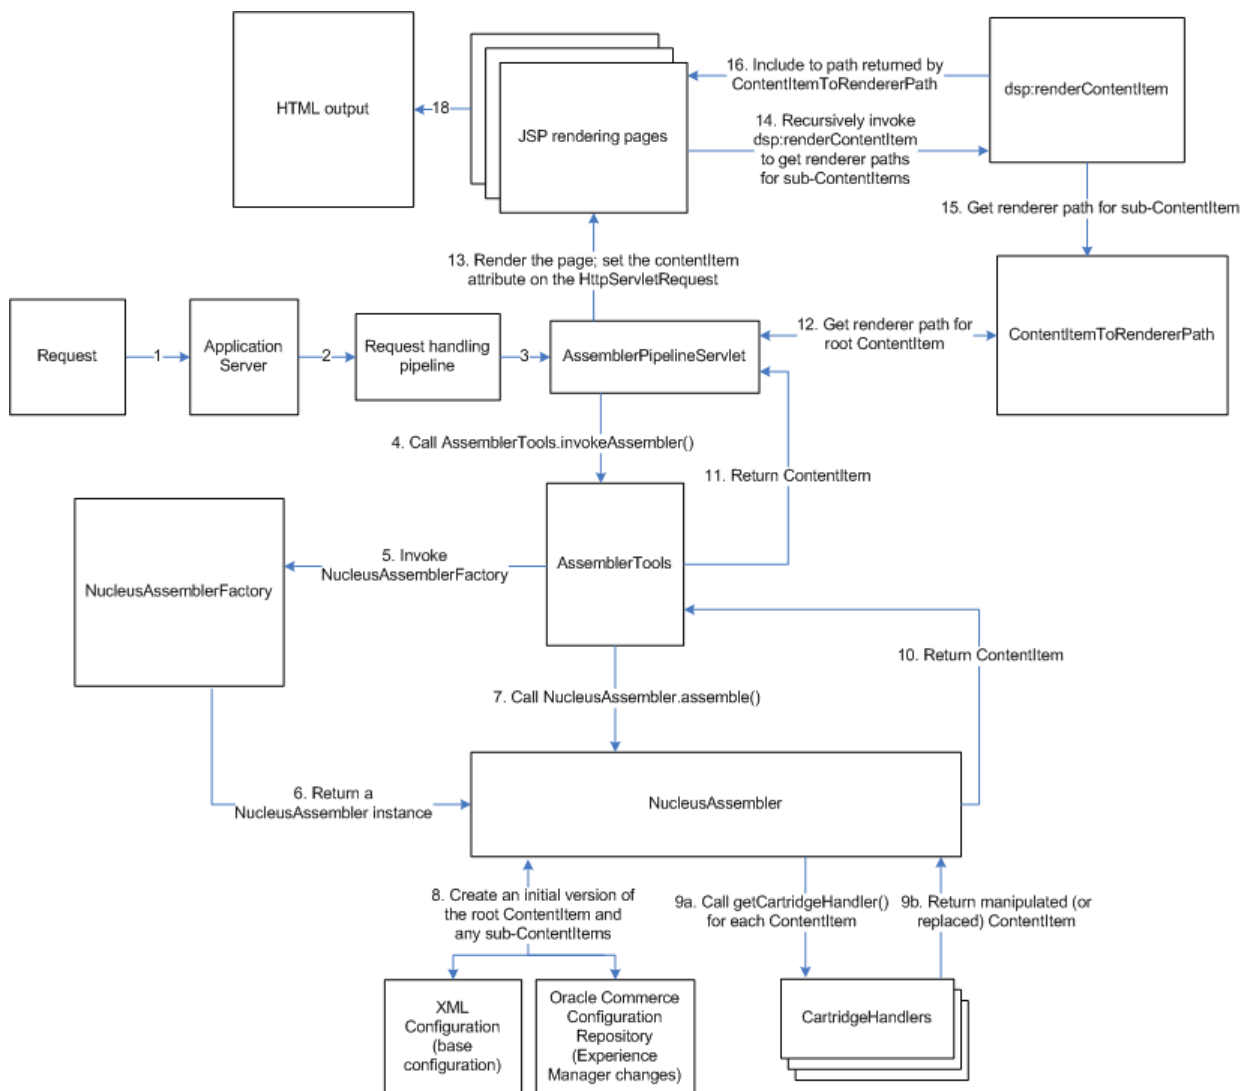 16. Include to path returned by
ContentItemToRendererPath
dsp:renderContentItem
HTML output
18
JSP rendering pages
14. Recursively invoke
dsp:renderContentItem
to get renderer paths
for sub-ContentItems
15. Get renderer path for sub-ContentItem
13. Render the page; set the contentItem
attribute on the HttpServletRequest
Request
1
Application
Server
2
Request handling
pipeline
3
AssemblerPipelineServlet
12. Get renderer path for
root ContentItem
ContentItemToRendererPath
4. Call AssemblerTools.invokeAssembler()
11. Return ContentItem
5. Invoke
NucleusAssemblerFactory
AssemblerTools
NucleusAssemblerFactory
10. Return ContentItem
7. Call NucleusAssembler.assemble()
6. Return a
NucleusAssembler instance
NucleusAssembler
8. Create an initial version of
the root ContentItem and
any sub-ContentItems
9a. Call getCartridgeHandler()
for each ContentItem
9b. Return manipulated (or
replaced) ContentItem
XML
Configuration
(base
configuration)
Oracle Commerce
Configuration
Repository
(Experience
Manager changes)
CartridgeHandlers